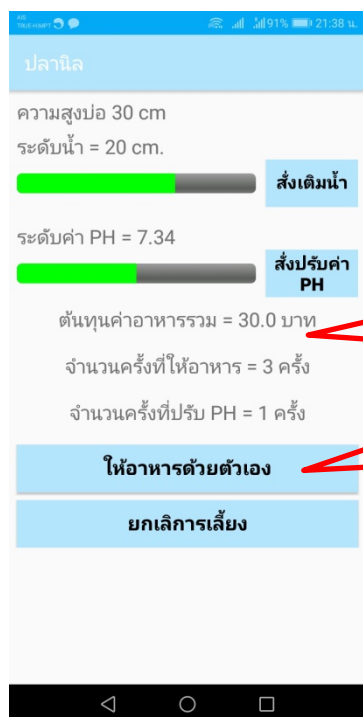 AIS
TRUE-H/MPT
91% 21:38 น.
ปลานิล
ความสูงบ่อ 30 cm
ระดับน้ำ = 20 cm.
สั่งเติมน้ำ
ระดับค่า PH = 7.34
สั่งปรับค่า
PH
ต้นทุนค่าอาหารรวม = 30.0 บาท
จำนวนครั้งที่ให้อาหาร = 3 ครั้ง
จำนวนครั้งที่ปรับ PH = 1 ครั้ง
ให้อาหารด้วยตัวเอง
ยกเลิการเลี้ยง